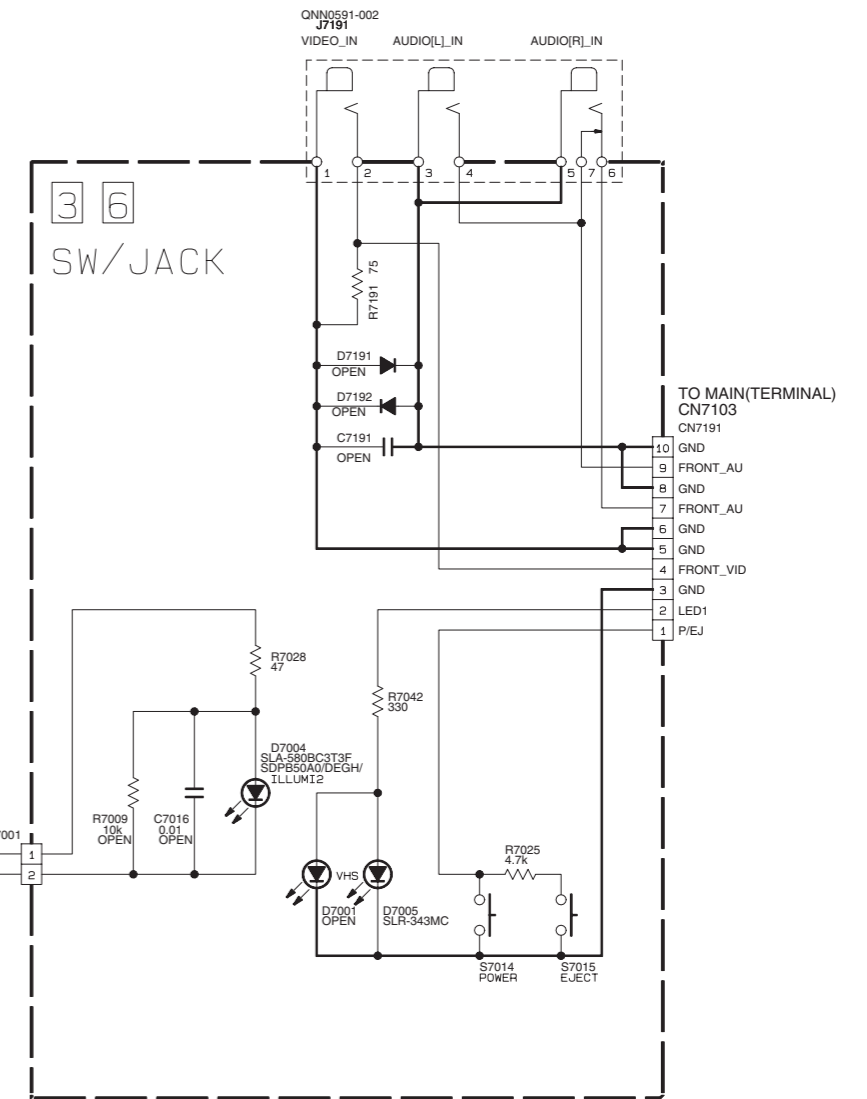 QNN0591-002
J7191
VIDEO_IN AUDIO[L]_IN AUDIO[R]_IN
1 2 3 4 5 7 6
3 6
SW/JACK
75
R7191
D7191
OPEN
D7192
OPEN
C7191
OPEN
TO MAIN(TERMINAL)
CN7103
CN7191
10 GND
9 FRONT_AU
8 GND
7 FRONT_AU
6 GND
5 GND
4 FRONT_VID
3 GND
2 LED1
1 P/EJ
R7028
47
R7042
330
D7004
SLA-580BC3T3F
SDPB50A0/DEGH/
ILLUMI2
R7009
10k
OPEN
C7016
0.01
OPEN
7001
1
2
R7025
4.7k
VHS
D7001
OPEN
D7005
SLR-343MC
S7014
POWER
S7015
EJECT